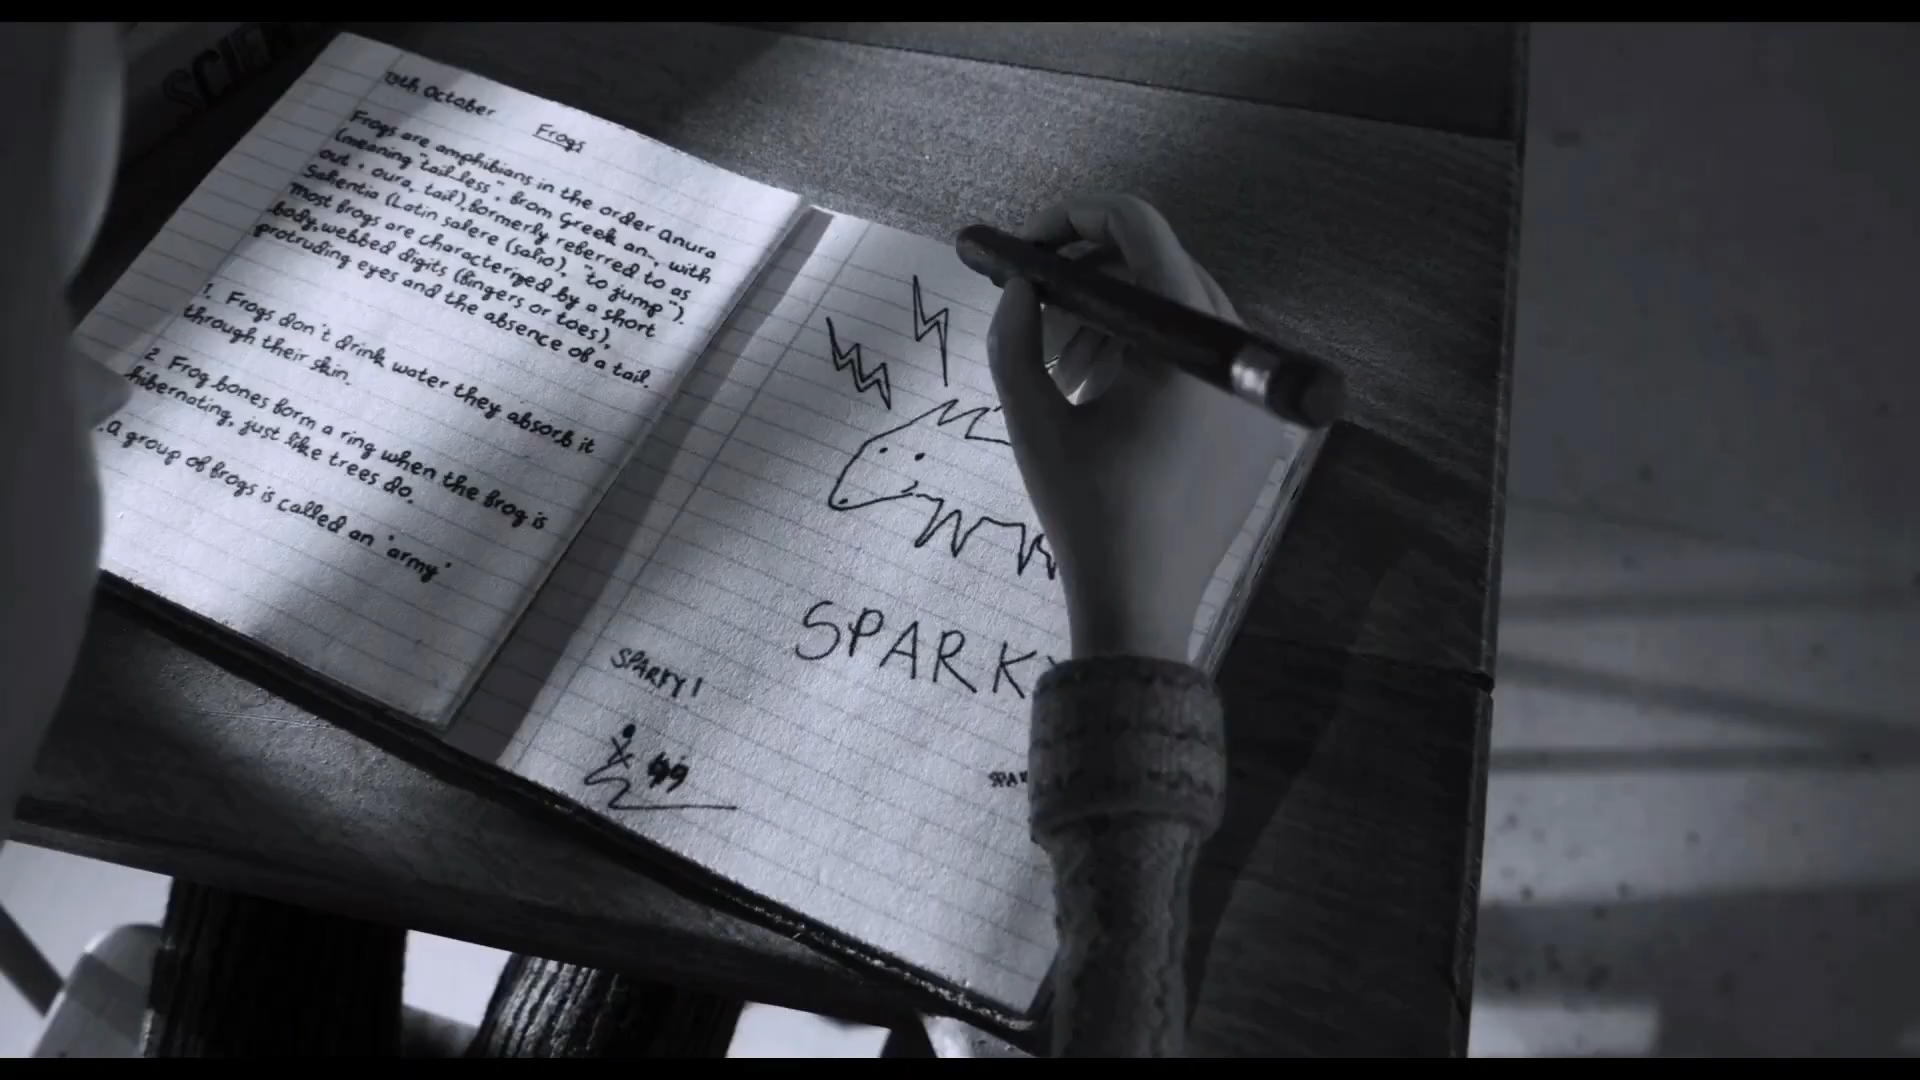 SCIEN
13th October
Frogs
Frogs are amphibians in the order Anura
(meaning "tail-less", from Greek an-, with
out + oura, tail), formerly referred to as
Salientia (Latin salere (salio), "to jump").
most frogs are characterized by a short
body, webbed digits (fingers or toes),
protruding eyes and the absence of a tail.
1. Frogs don't drink water they absorb it
through their skin.
2. Frog bones form a ring when the frog is
hibernating, just like trees do.
.A group of frogs is called an "army"
SPARKY
SPARKY!
SPAR